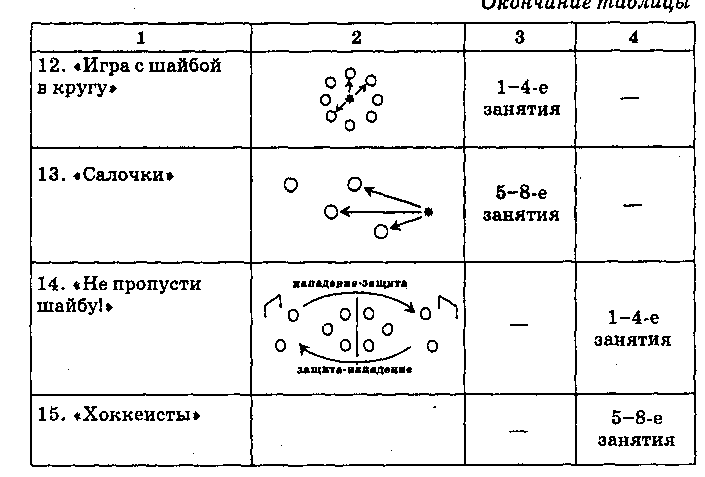 Окончание таблицы
1 2 3 4
12. «Игра с шайбой
в кругу»
1–4-е
занятия
—
13. «Салочки»
5–8-е
занятия
—
14. «Не пропусти
шайбу!»
нападение-защита
защита-нападение
—
1–4-е
занятия
15. «Хоккеисты»
—
5–8-е
занятия